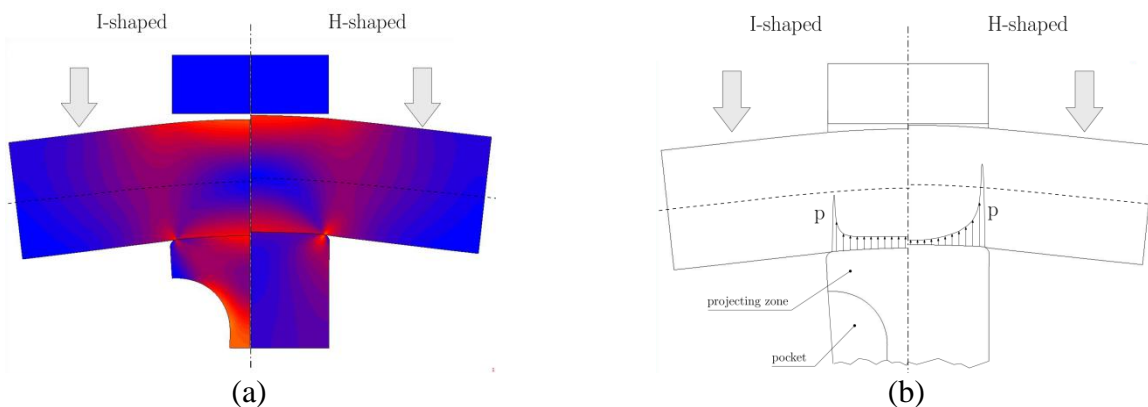 I-shaped H-shaped
(a)
I-shaped H-shaped
p p
projecting zone
pocket
(b)